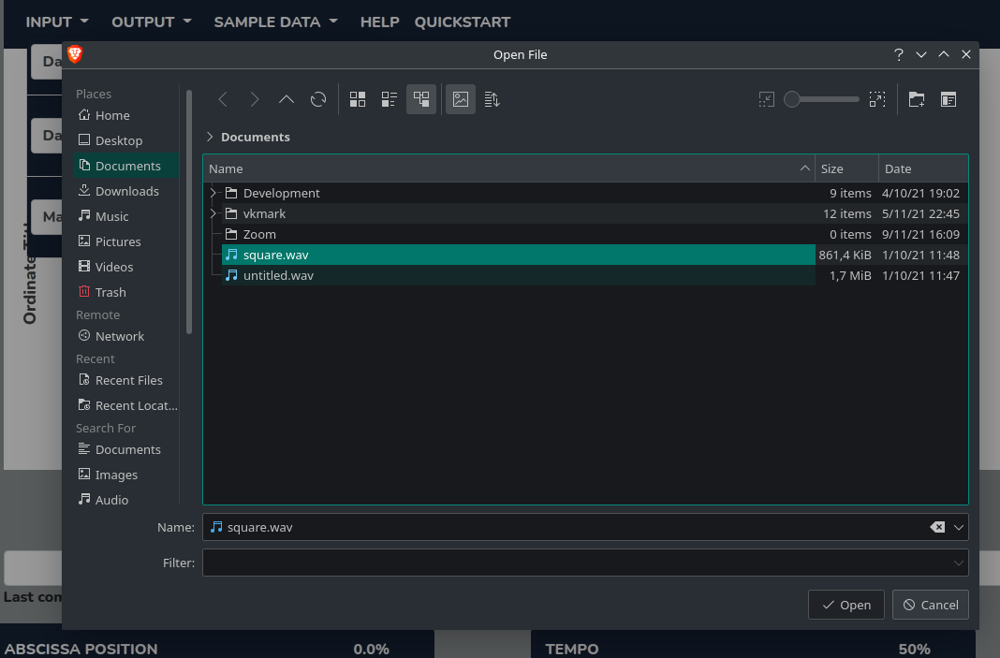 INPUT OUTPUT SAMPLE DATA HELP QUICKSTART
Open File
?
Da
Da
Ma
Ordinate Titl
Places
Home
Desktop
Documents
Downloads
Music
Pictures
Videos
Trash
Remote
Network
Recent
Recent Files
Recent Locat...
Search For
Documents
Images
Audio
Documents
Name Size Date
Development 9 items 4/10/21 19:02
vkmark 12 items 5/11/21 22:45
Zoom 0 items 9/11/21 16:09
square.wav 861,4 KiB 1/10/21 11:48
untitled.wav 1,7 MiB 1/10/21 11:47
Name: square.wav
Filter:
Open Cancel
Last com
ABSCISSA POSITION 0.0% TEMPO 50%